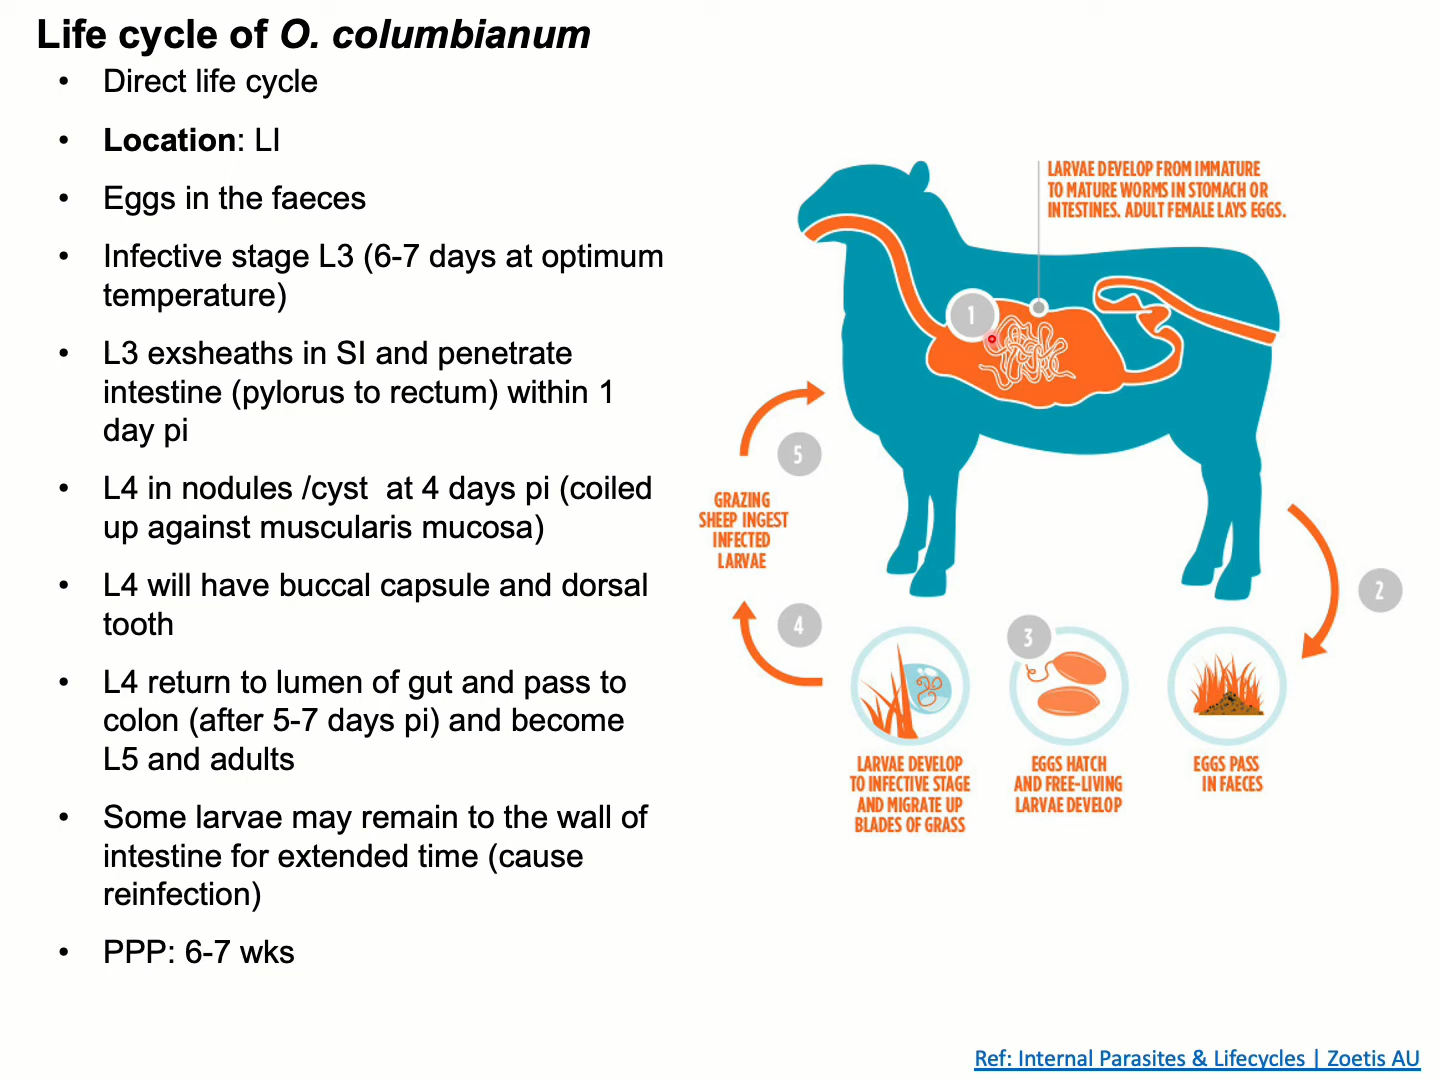 Life cycle of O. columbianum
• Direct life cycle
• Location: LI
• Eggs in the faeces
• Infective stage L3 (6-7 days at optimum
temperature)
• L3 exsheaths in SI and penetrate
intestine (pylorus to rectum) within 1
day pi
• L4 in nodules /cyst  at 4 days pi (coiled
up against muscularis mucosa)
• L4 will have buccal capsule and dorsal
tooth
• L4 return to lumen of gut and pass to
colon (after 5-7 days pi) and become
L5 and adults
• Some larvae may remain to the wall of
intestine for extended time (cause
reinfection)
• PPP: 6-7 wks
LARVAE DEVELOP FROM IMMATURE
TO MATURE WORMS IN STOMACH OR
INTESTINES. ADULT FEMALE LAYS EGGS.
1
2
EGGS PASS
IN FAECES
3
EGGS HATCH
AND FREE-LIVING
LARVAE DEVELOP
4
LARVAE DEVELOP
TO INFECTIVE STAGE
AND MIGRATE UP
BLADES OF GRASS
5
GRAZING
SHEEP INGEST
INFECTED
LARVAE
Ref: Internal Parasites & Lifecycles | Zoetis AU